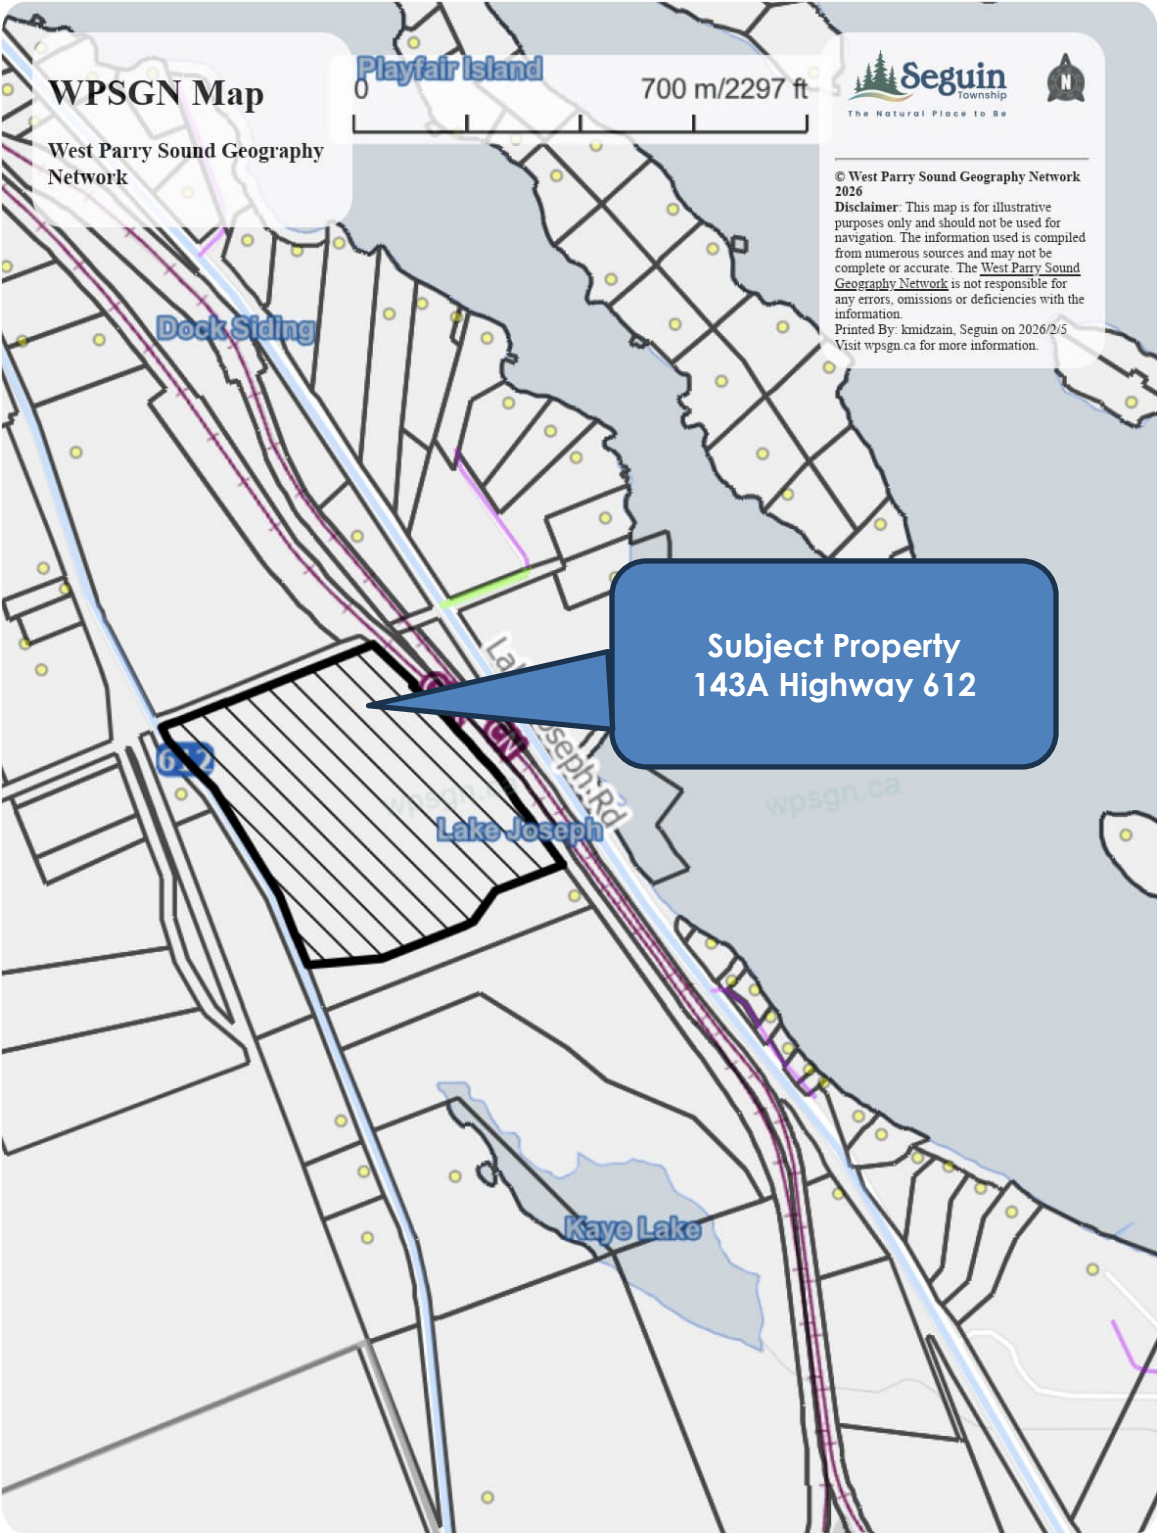 WPSGN Map
West Parry Sound Geography
Network
Playfair Island
0
700 m/2297 ft
Seguin
Township
The Natural Place to Be
N
© West Parry Sound Geography Network
2026
Disclaimer: This map is for illustrative
purposes only and should not be used for
navigation. The information used is compiled
from numerous sources and may not be
complete or accurate. The West Parry Sound
Geography Network is not responsible for
any errors, omissions or deficiencies with the
information.
Printed By: kmidzain, Seguin on 2026/2/5
Visit wpsgn.ca for more information.
Dock Siding
Subject Property
143A Highway 612
612
CN
Joseph Rd
wpsgn.ca
wpsgn.ca
Lake Joseph
Kaye Lake